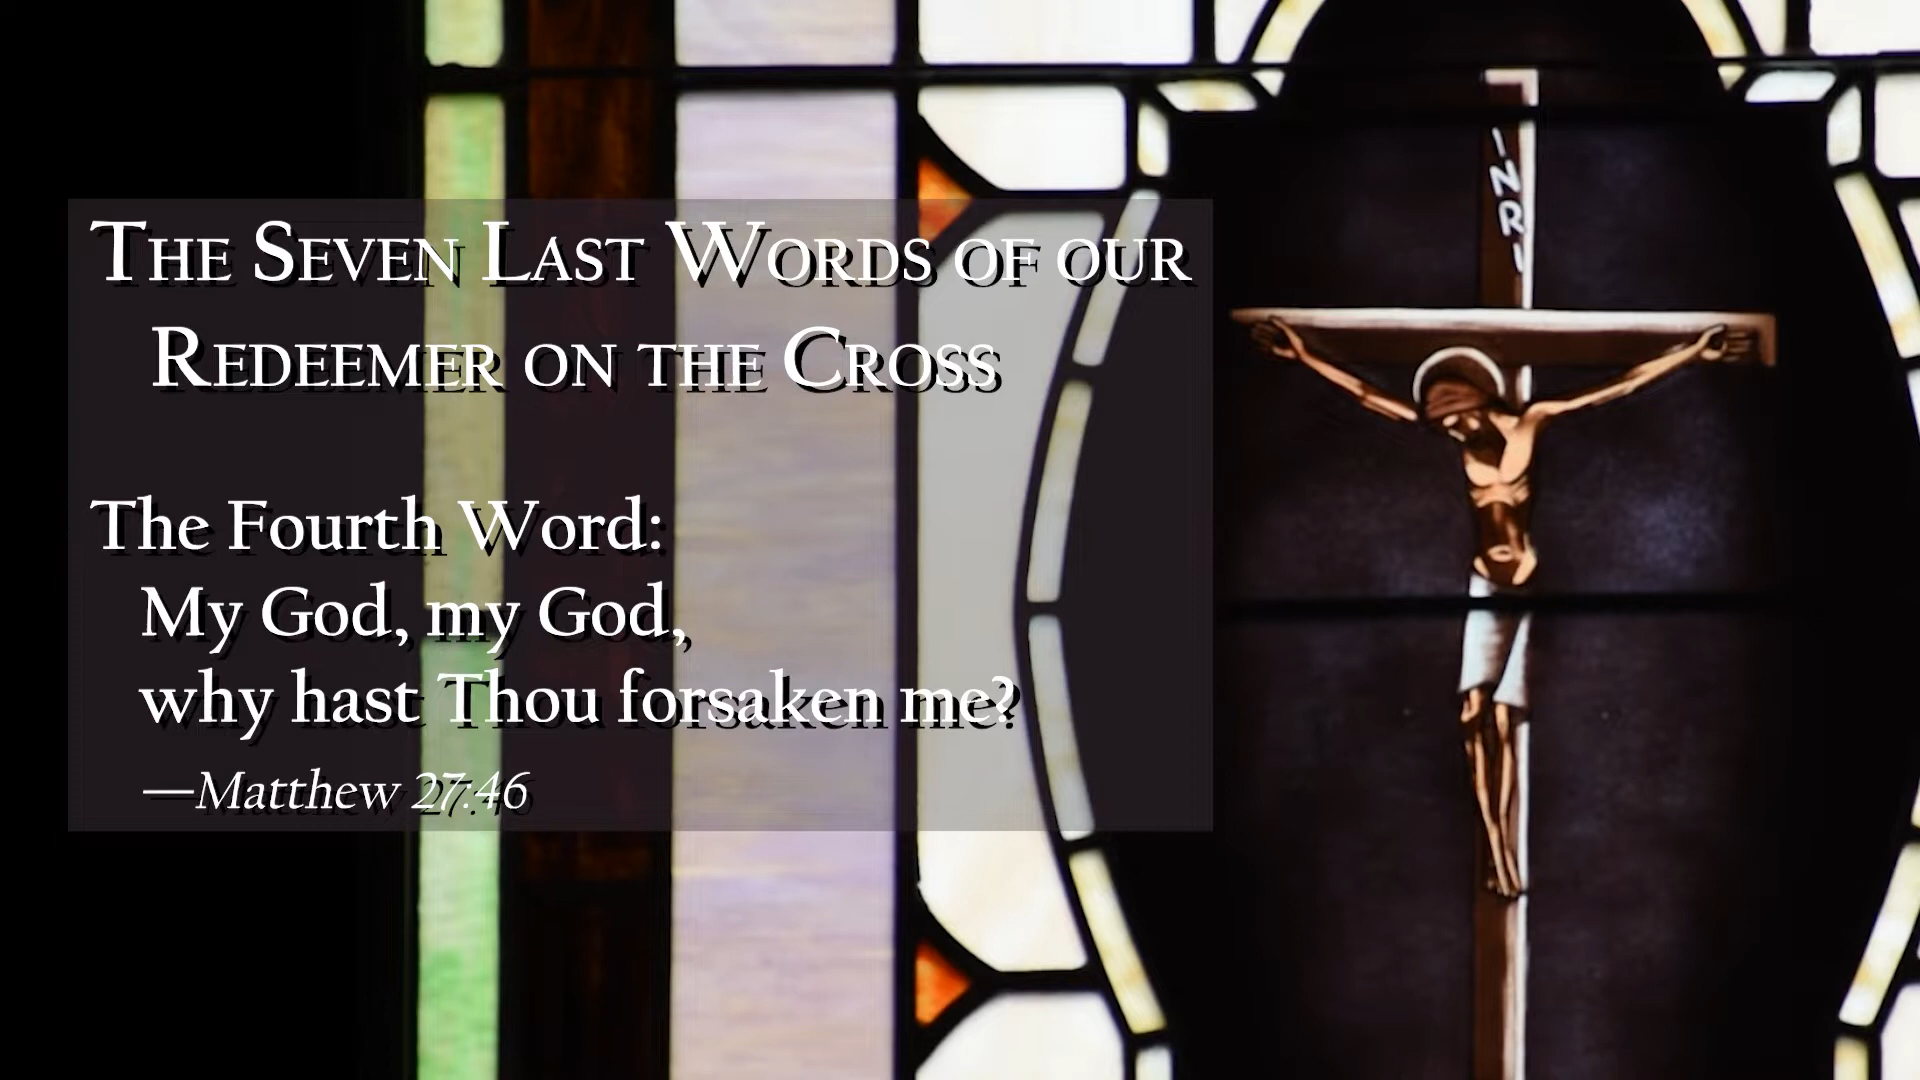 The Seven Last Words of our
Redeemer on the Cross
The Fourth Word:
My God, my God,
why hast Thou forsaken me?
—Matthew 27:46
I
N
R
I